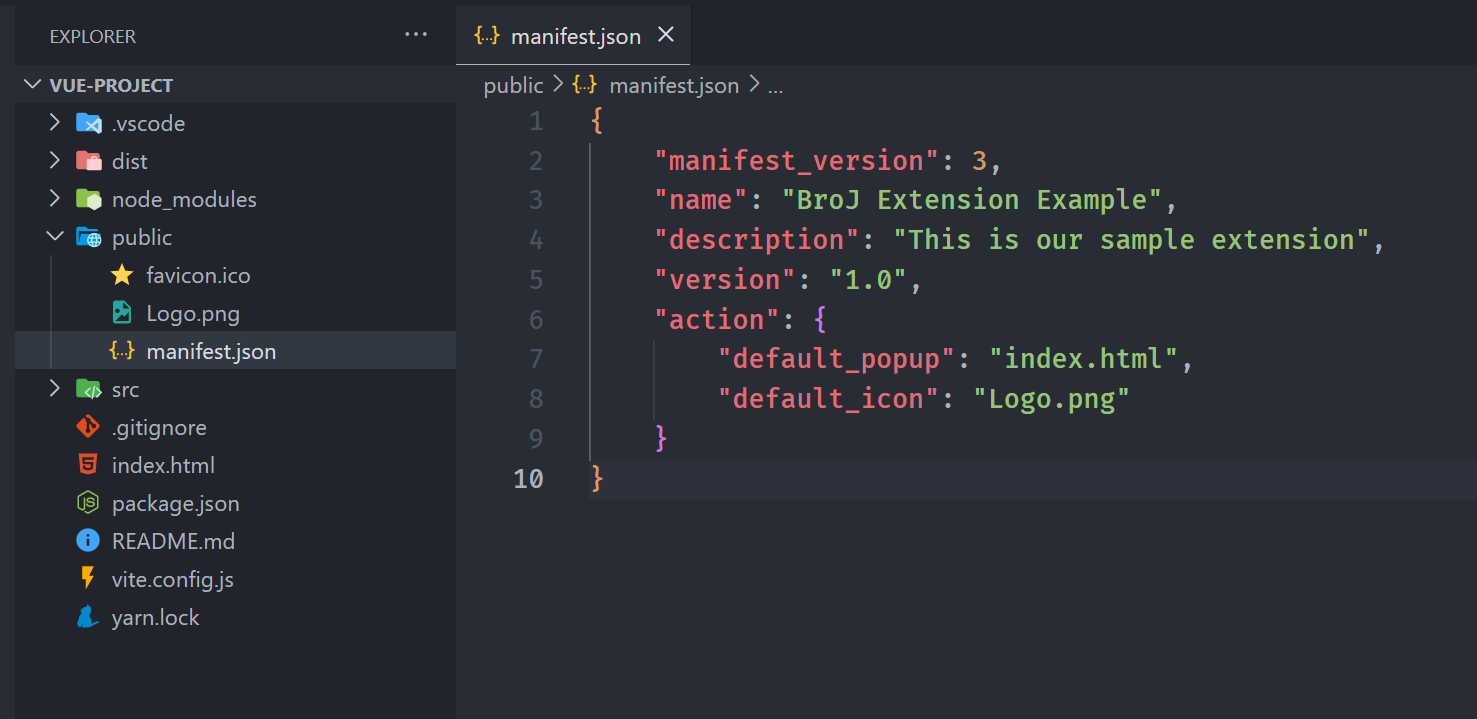 EXPLORER ...
VUE-PROJECT
.vscode
dist
node_modules
public
favicon.ico
Logo.png
manifest.json
src
.gitignore
index.html
package.json
README.md
vite.config.js
yarn.lock
{...} manifest.json ×
public > {...} manifest.json > ...
1 {
2     "manifest_version": 3,
3     "name": "BroJ Extension Example",
4     "description": "This is our sample extension",
5     "version": "1.0",
6     "action": {
7         "default_popup": "index.html",
8         "default_icon": "Logo.png"
9     }
10 }